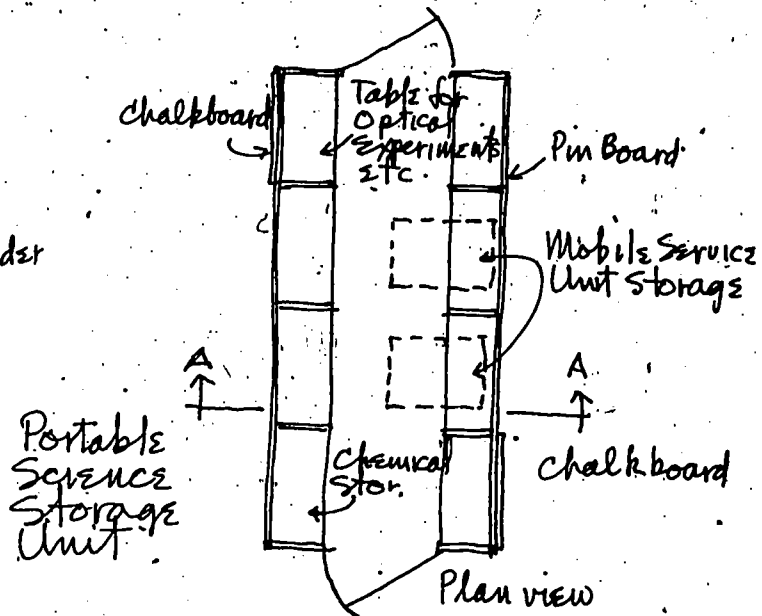 Chalkboard
Table for
Optical
Experiments
Etc.
Pin Board
der
Mobile Service
Unit Storage
A
A
Portable
Science
Storage
Unit
Chemical
Stor.
Chalkboard
Plan view